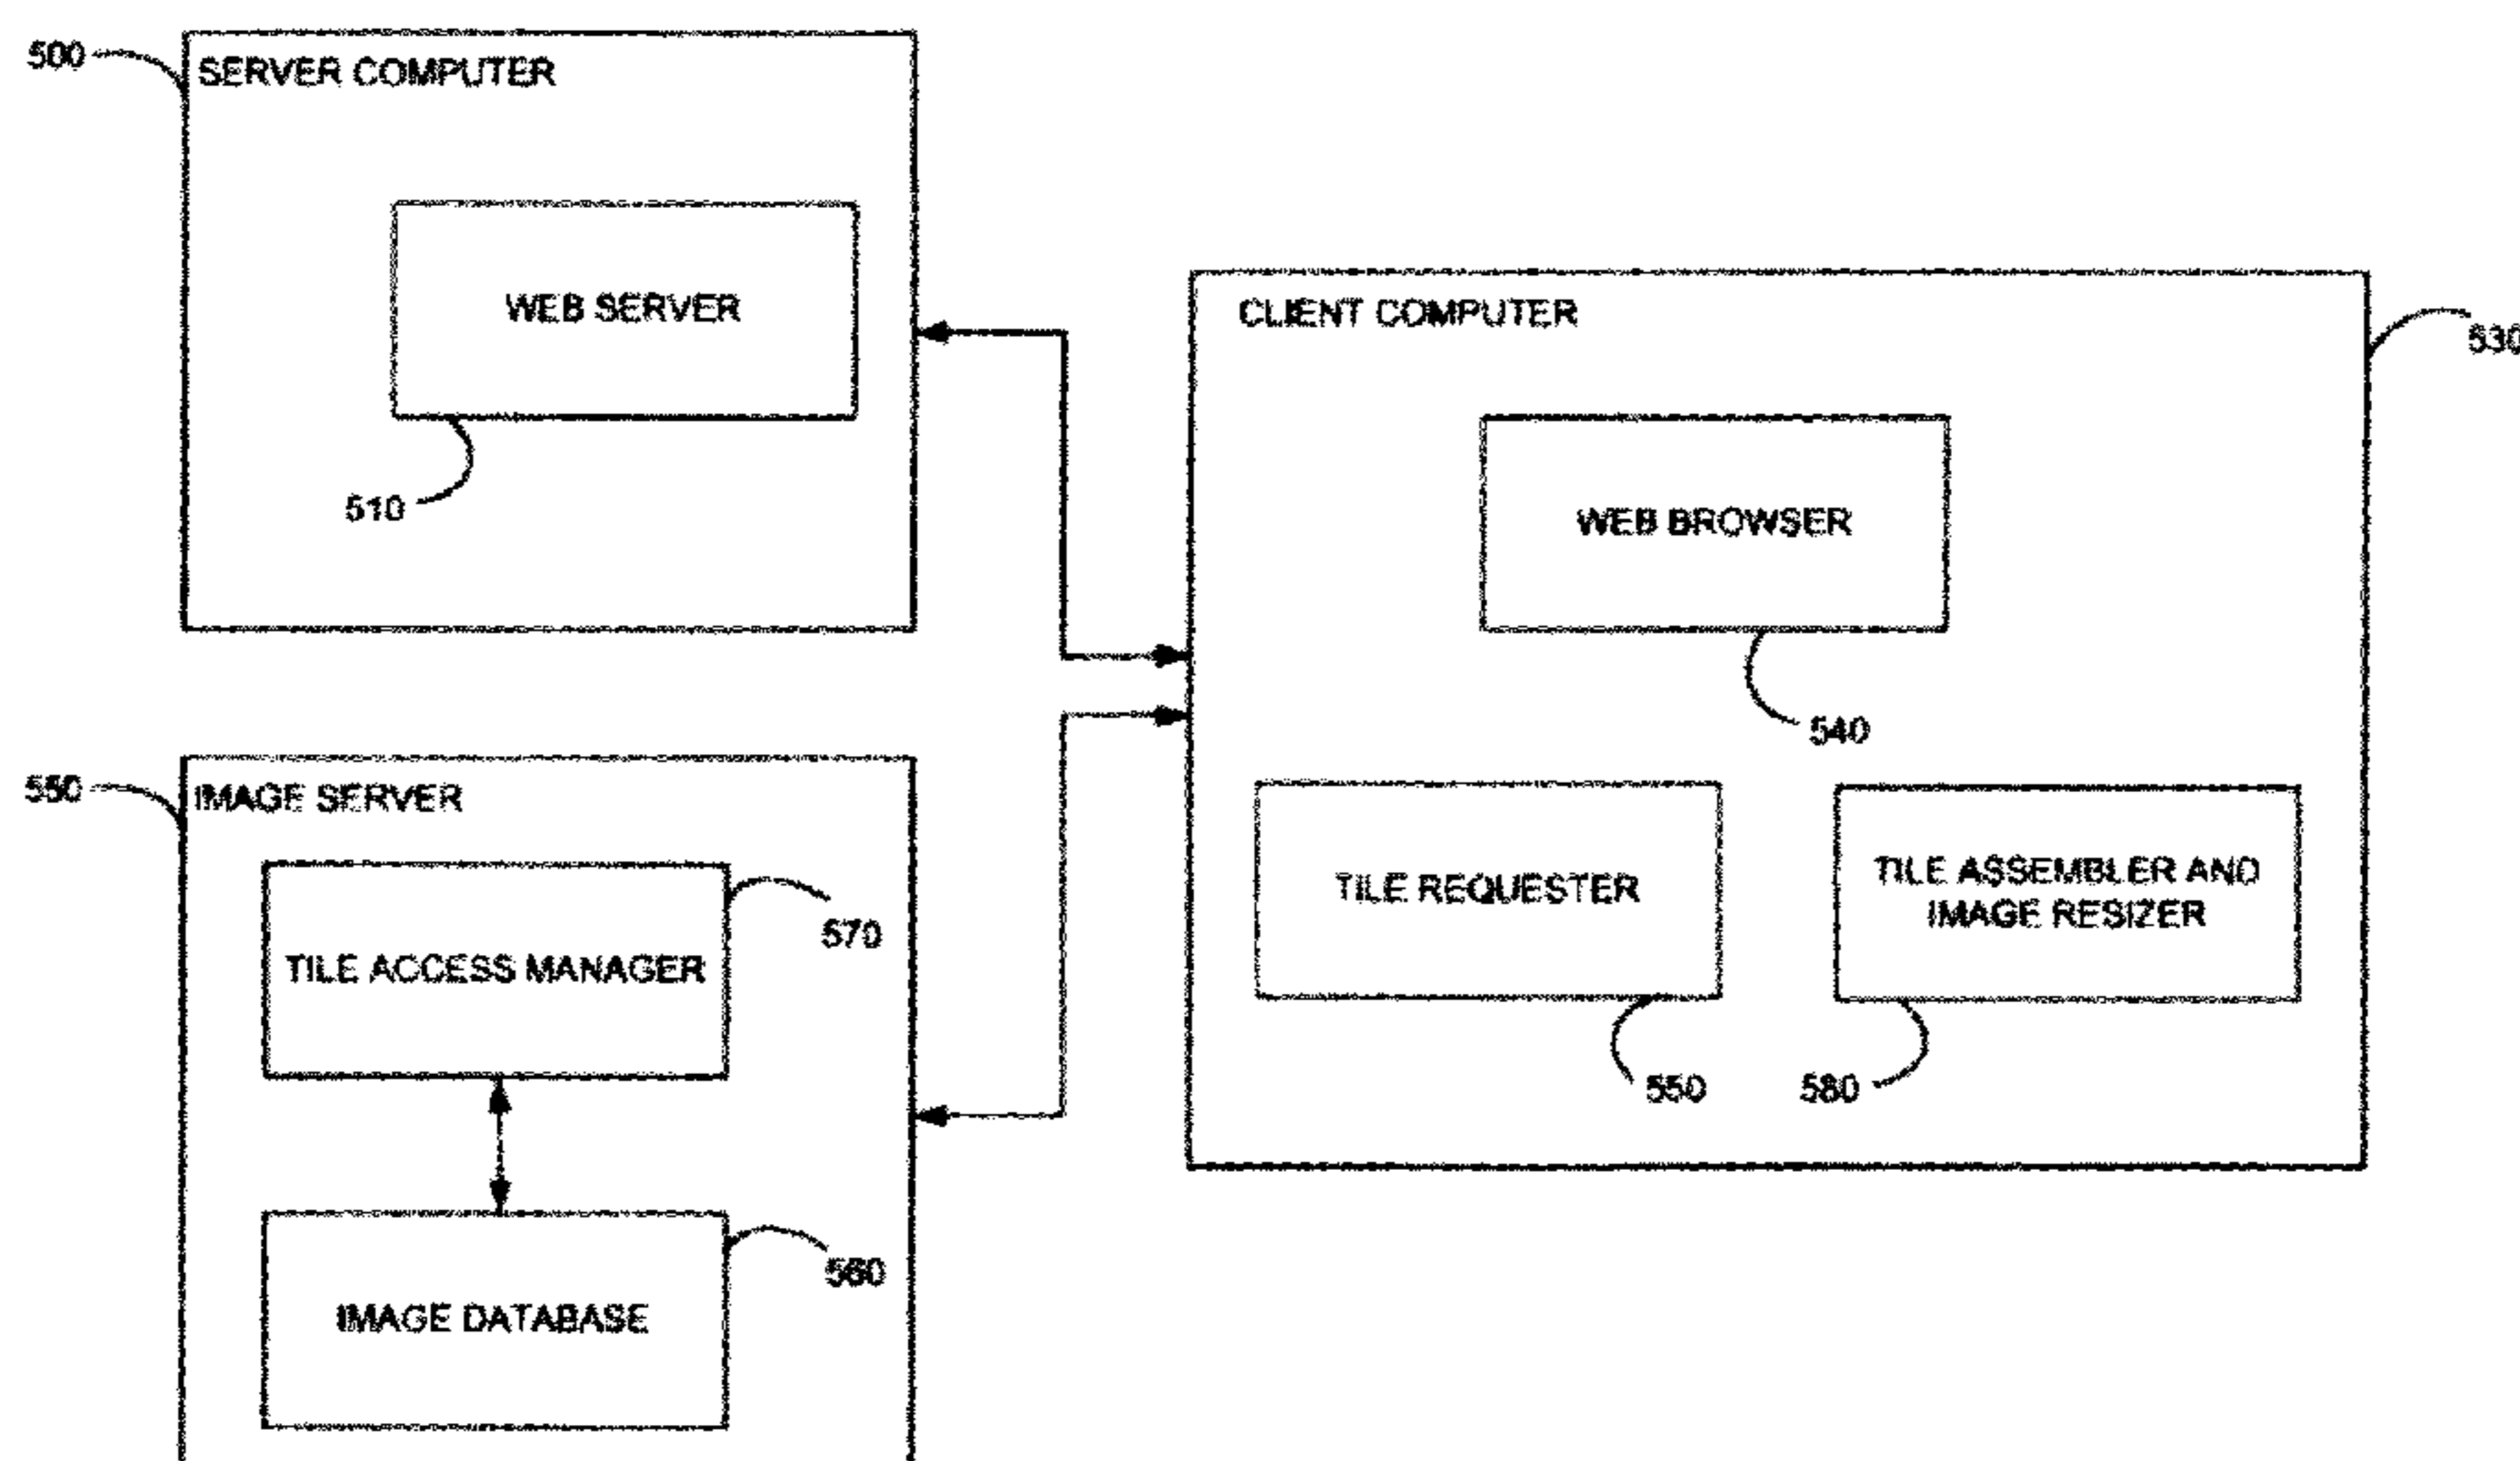 500
SERVER COMPUTER
WEB SERVER
510
CLIENT COMPUTER
530
WEB BROWSER
540
550
IMAGE SERVER
TILE ACCESS MANAGER
570
IMAGE DATABASE
560
TILE REQUESTER
550
TILE ASSEMBLER AND
IMAGE RESIZER
580